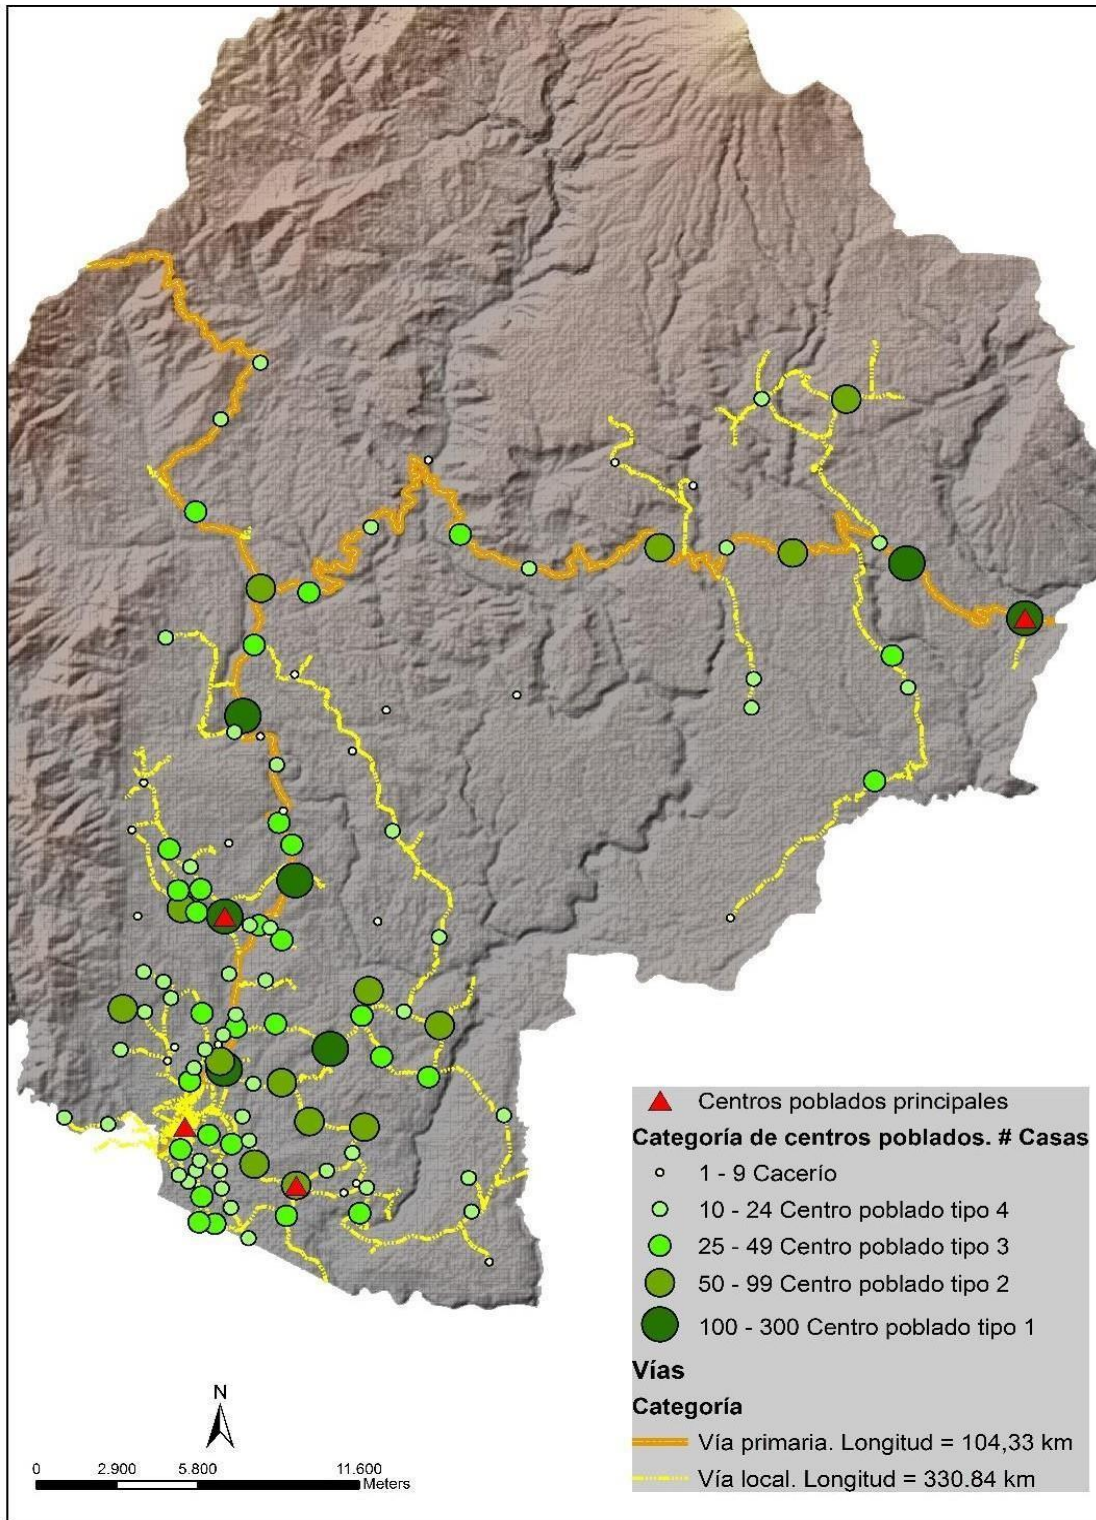 Centros poblados principales
Categoría de centros poblados. # Casas
1 - 9 Cacerío
10 - 24 Centro poblado tipo 4
25 - 49 Centro poblado tipo 3
50 - 99 Centro poblado tipo 2
100 - 300 Centro poblado tipo 1
Vías
Categoría
Vía primaria. Longitud = 104,33 km
Vía local. Longitud = 330.84 km
N
0 2.900 5.800 11.600
Meters